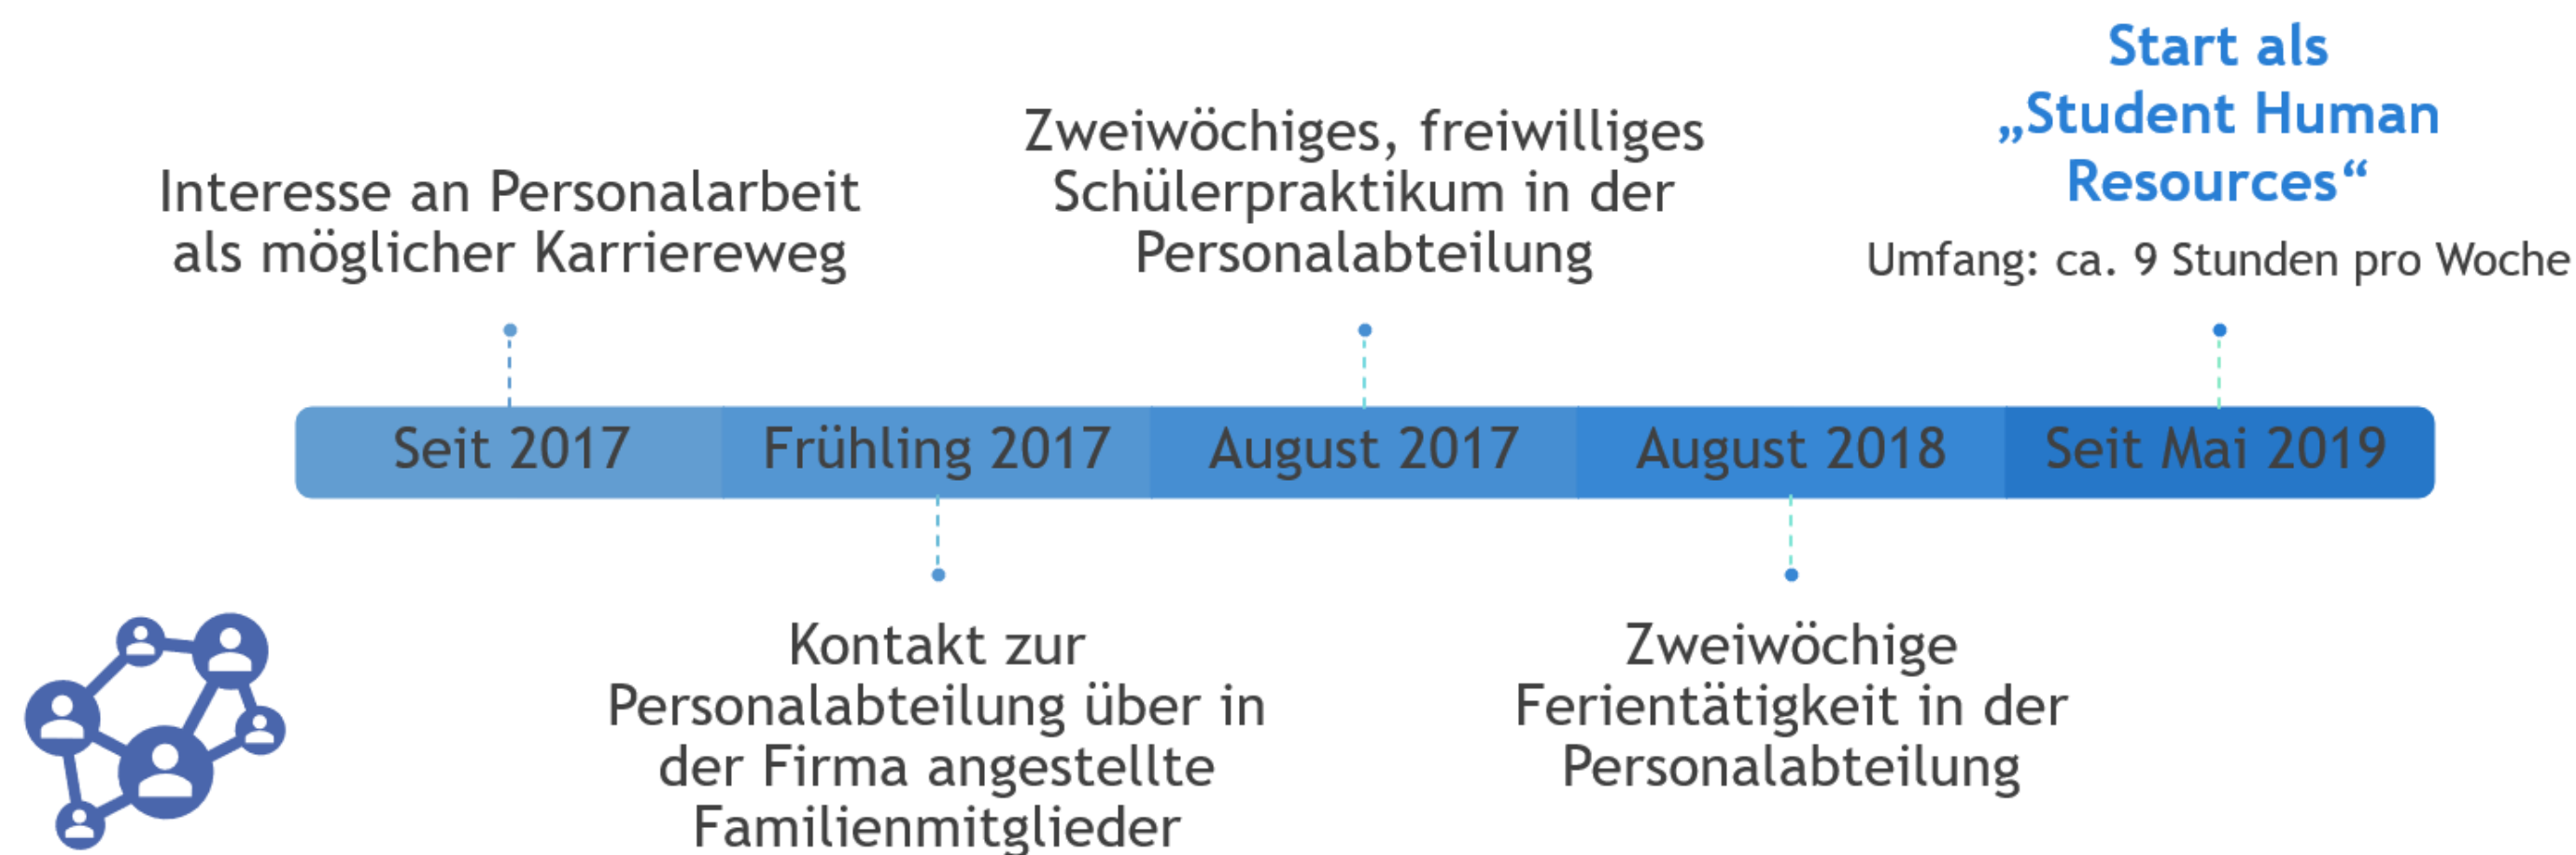 Interesse an Personalarbeit
als möglicher Karriereweg
Zweiwöchiges, freiwilliges
Schülerpraktikum in der
Personalabteilung
Start als
„Student Human
Resources“
Umfang: ca. 9 Stunden pro Woche
Seit 2017
Frühling 2017
August 2017
August 2018
Seit Mai 2019
Kontakt zur
Personalabteilung über in
der Firma angestellte
Familienmitglieder
Zweiwöchige
Ferientätigkeit in der
Personalabteilung